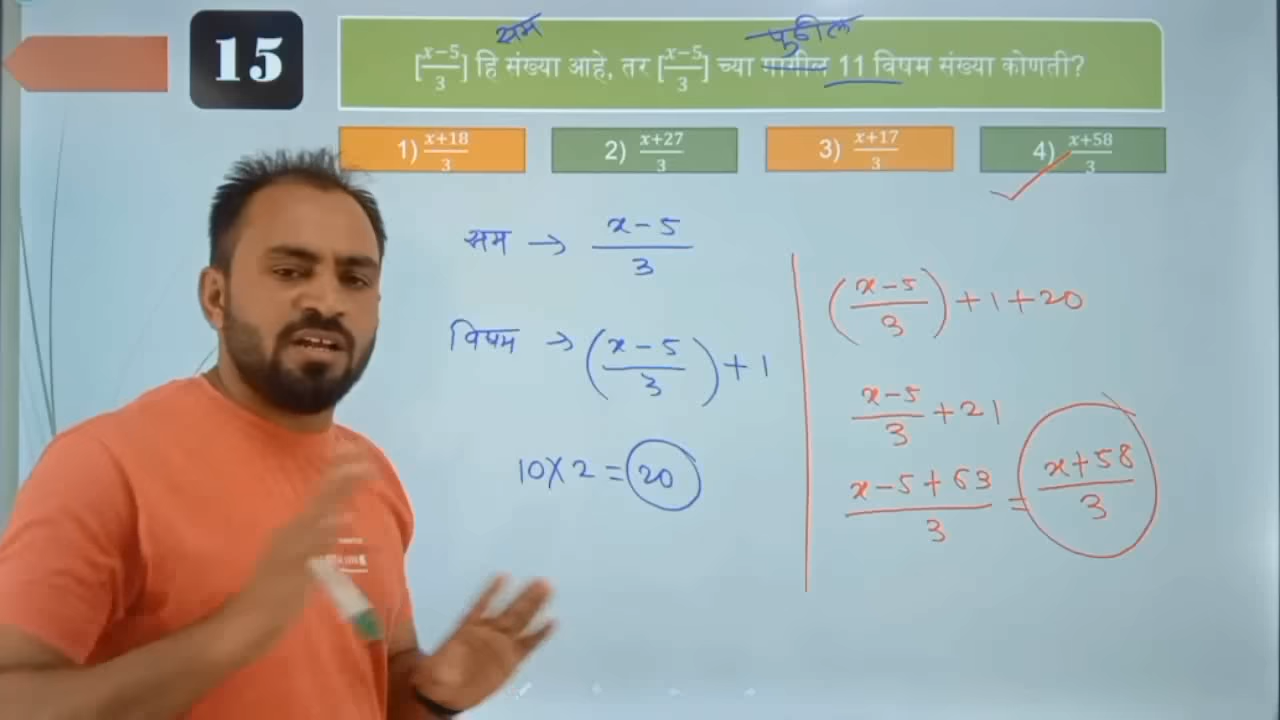 15
सम
पुढील
[x-5/3] हि संख्या आहे, तर [x-5/3] च्या मागील 11 विषम संख्या कोणती?
1) x+18/3
2) x+27/3
3) x+17/3
4) x+58/3
सम → x-5/3
विषम → (x-5/3) + 1
10X2 = 20
(x-5/3) + 1 + 20
x-5/3 + 21
x-5+63/3 = x+58/3